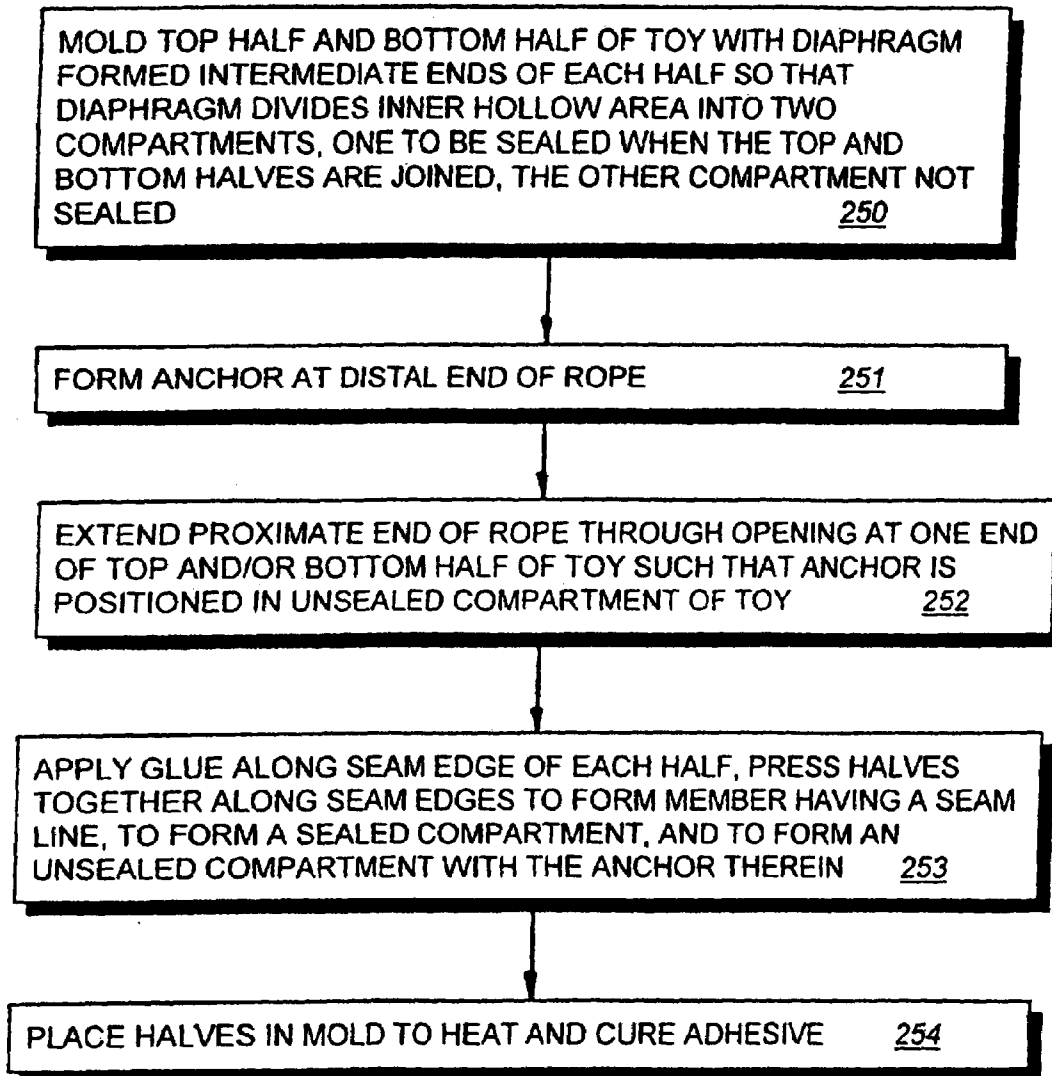 MOLD TOP HALF AND BOTTOM HALF OF TOY WITH DIAPHRAGM
FORMED INTERMEDIATE ENDS OF EACH HALF SO THAT
DIAPHRAGM DIVIDES INNER HOLLOW AREA INTO TWO
COMPARTMENTS, ONE TO BE SEALED WHEN THE TOP AND
BOTTOM HALVES ARE JOINED, THE OTHER COMPARTMENT NOT
SEALED 250
FORM ANCHOR AT DISTAL END OF ROPE 251
EXTEND PROXIMATE END OF ROPE THROUGH OPENING AT ONE END
OF TOP AND/OR BOTTOM HALF OF TOY SUCH THAT ANCHOR IS
POSITIONED IN UNSEALED COMPARTMENT OF TOY 252
APPLY GLUE ALONG SEAM EDGE OF EACH HALF, PRESS HALVES
TOGETHER ALONG SEAM EDGES TO FORM MEMBER HAVING A SEAM
LINE, TO FORM A SEALED COMPARTMENT, AND TO FORM AN
UNSEALED COMPARTMENT WITH THE ANCHOR THEREIN 253
PLACE HALVES IN MOLD TO HEAT AND CURE ADHESIVE 254